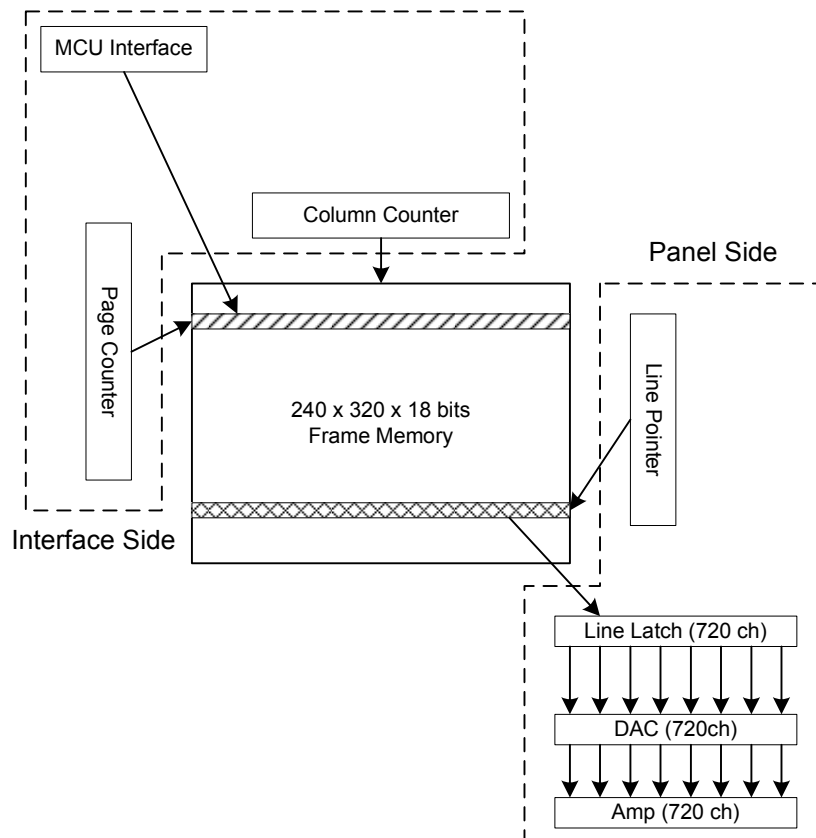 MCU Interface
Column Counter
Page Counter
Panel Side
Line Pointer
240 x 320 x 18 bits
Frame Memory
Interface Side
Line Latch (720 ch)
DAC (720ch)
Amp (720 ch)